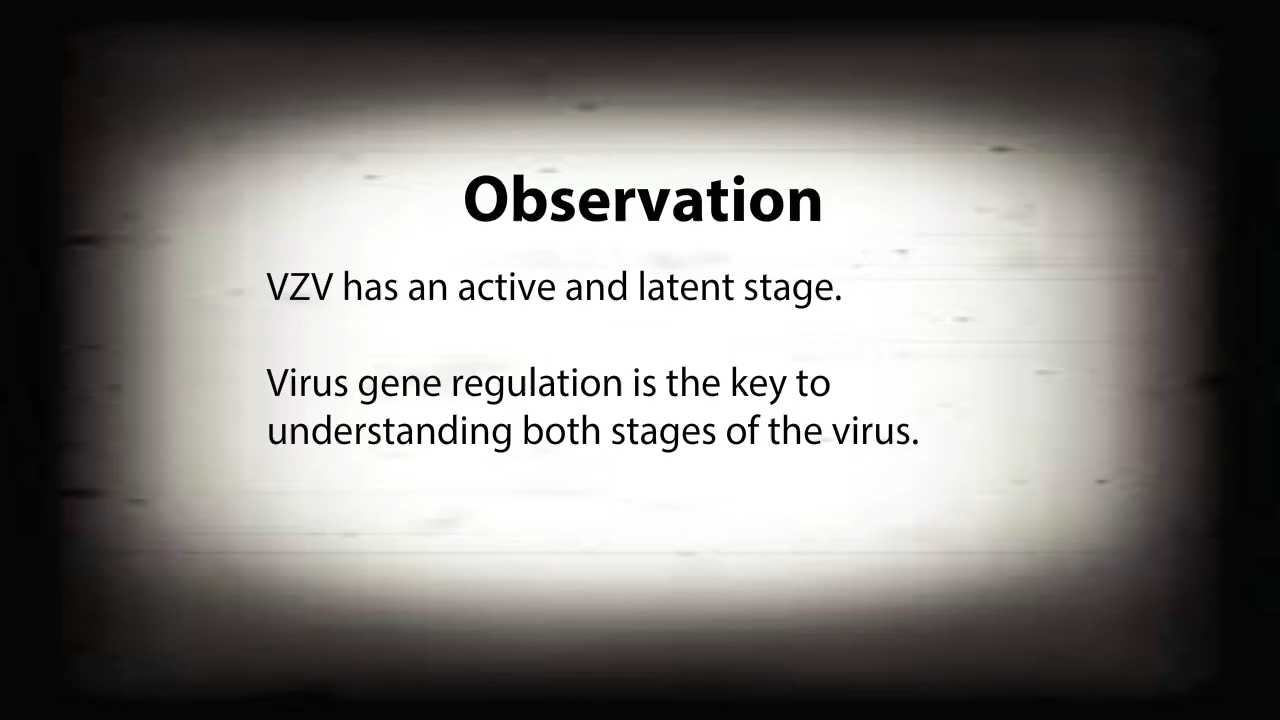 Observation
VZV has an active and latent stage.
Virus gene regulation is the key to
understanding both stages of the virus.